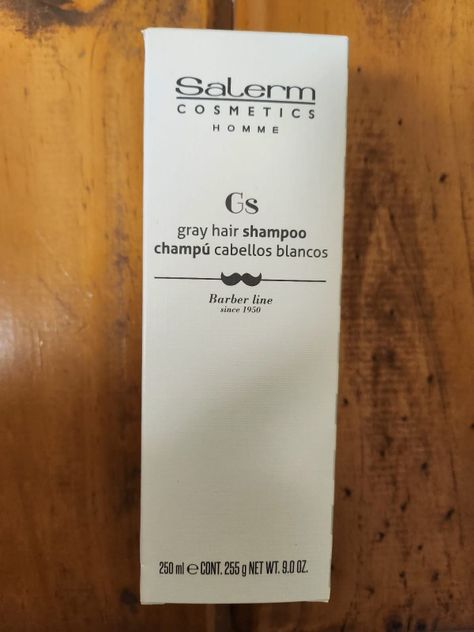 Salerm
COSMETICS
HOMME
Gs
gray hair shampoo
champú cabellos blancos
Barber line
since 1950
250 ml ℮ CONT. 255 g NET WT. 9.0 OZ.